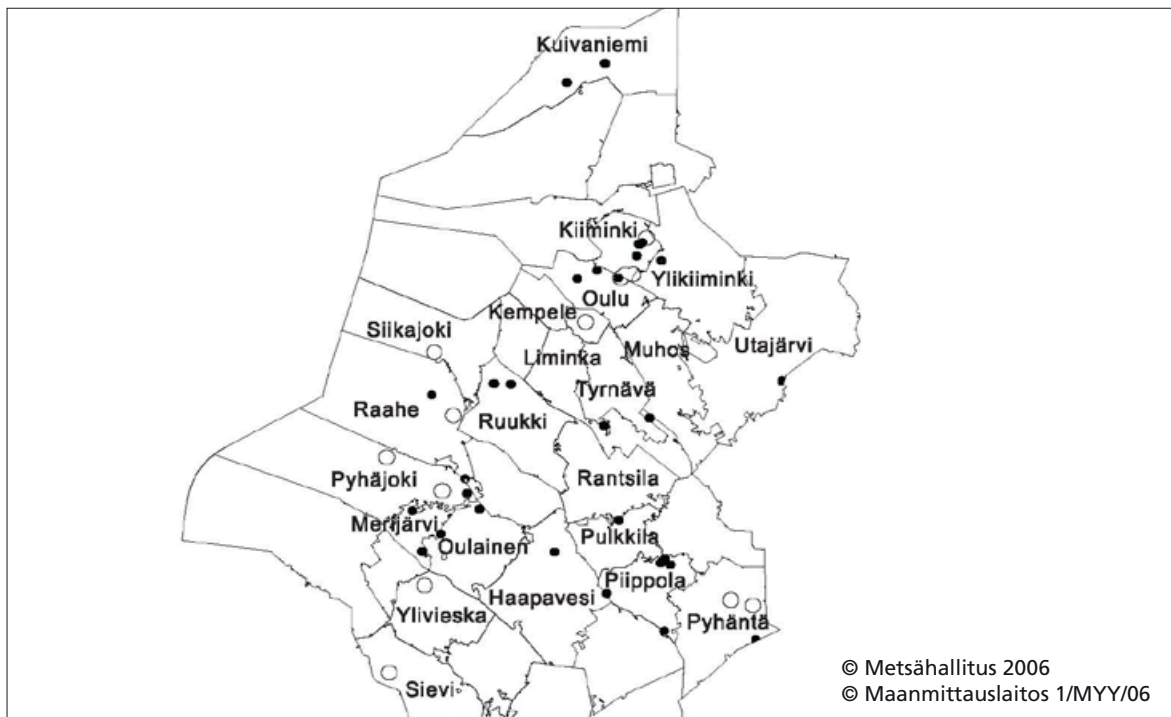 Kuivaniemi
Kiiminki
Ylikiiminki
Oulu
Kempele
Siikajoki
Liminka
Muhos
Utajärvi
Tyrnävä
Raahe
Ruukki
Pyhäjoki
Rantsila
Merijärvi
Pulkkila
Oulainen
Piippola
Haapavesi
Ylivieska
Pyhäntä
Sievi
© Metsähallitus 2006
© Maanmittauslaitos 1/MYY/06